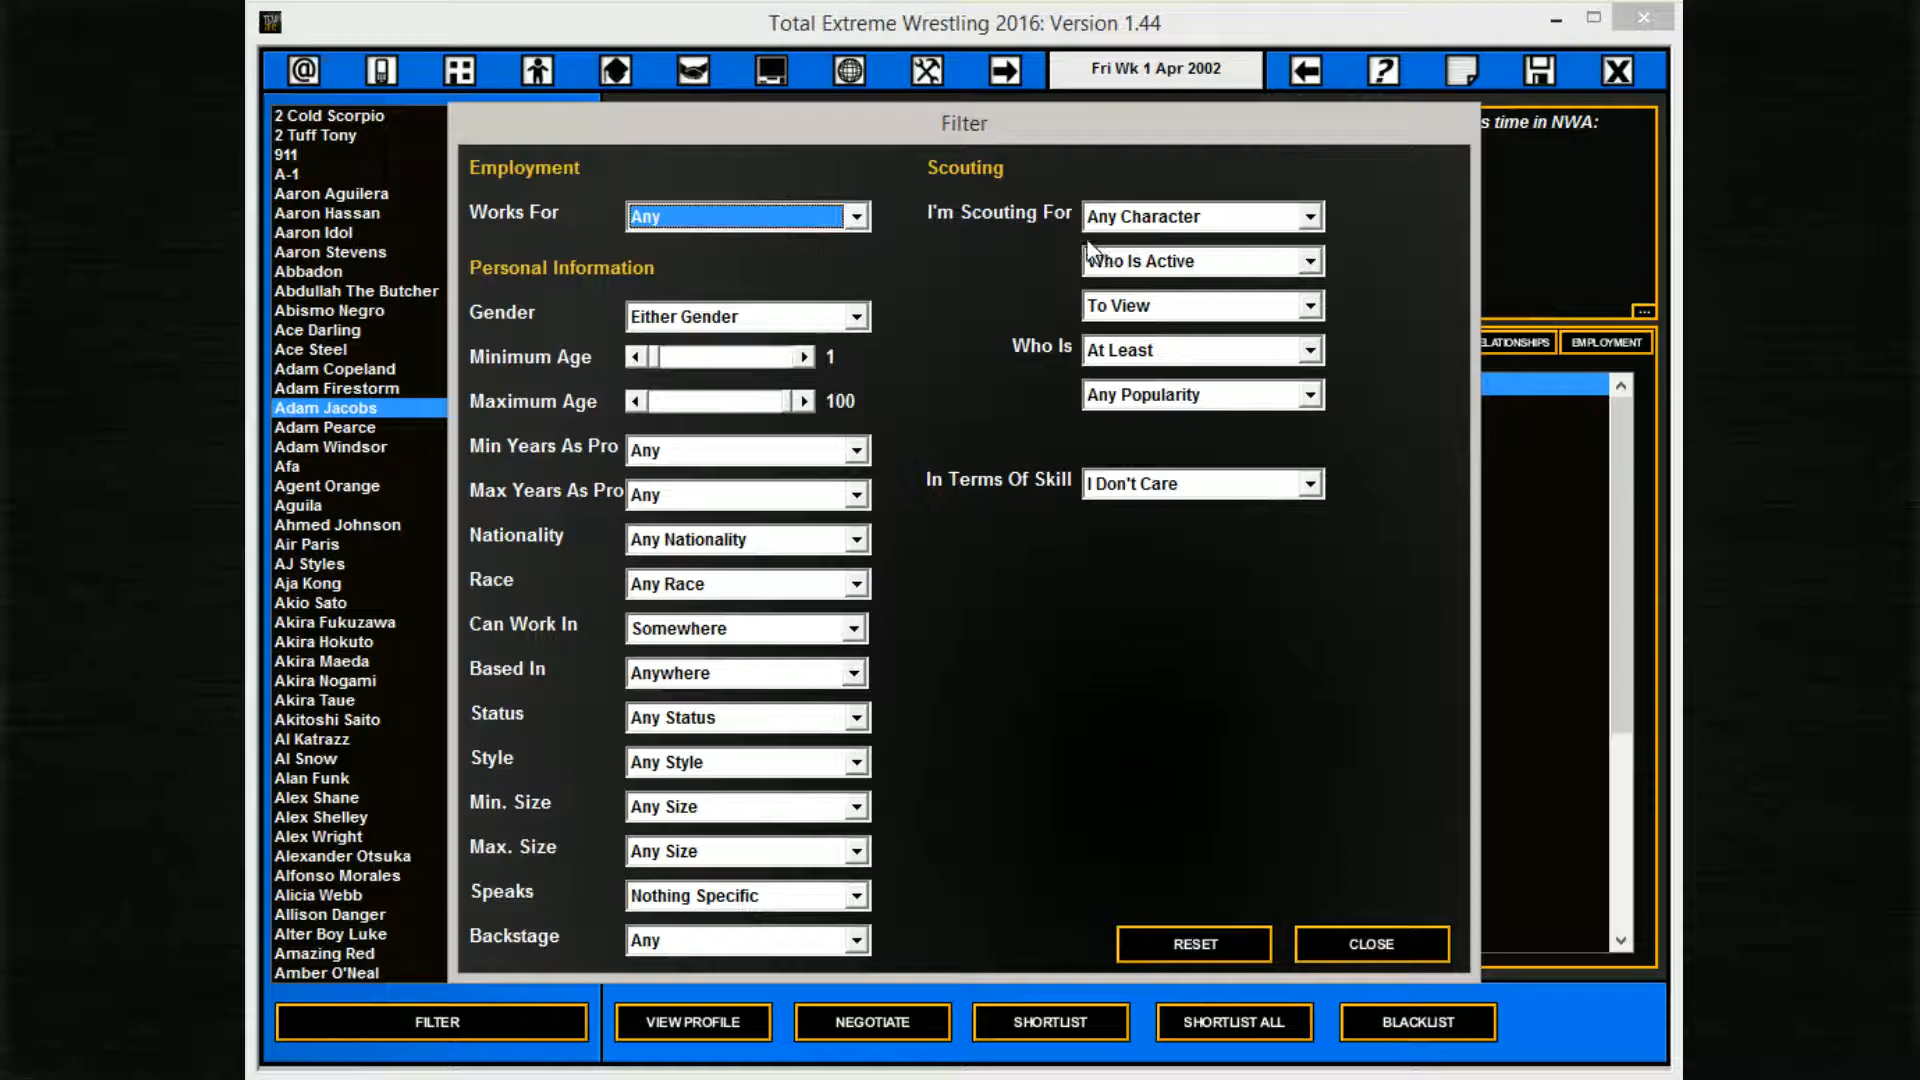 Total Extreme Wrestling 2016: Version 1.44
Fri Wk 1 Apr 2002
2 Cold Scorpio
2 Tuff Tony
911
A-1
Aaron Aguilera
Aaron Hassan
Aaron Idol
Aaron Stevens
Abbadon
Abdullah The Butcher
Abismo Negro
Ace Darling
Ace Steel
Adam Copeland
Adam Firestorm
Adam Jacobs
Adam Pearce
Adam Windsor
Afa
Agent Orange
Aguila
Ahmed Johnson
Air Paris
AJ Styles
Aja Kong
Akio Sato
Akira Fukuzawa
Akira Hokuto
Akira Maeda
Akira Nogami
Akira Taue
Akitoshi Saito
Al Katrazz
Al Snow
Alan Funk
Alex Shane
Alex Shelley
Alex Wright
Alexander Otsuka
Alfonso Morales
Alicia Webb
Allison Danger
Alter Boy Luke
Amazing Red
Amber O'Neal
Filter
Employment
Works For Any
Personal Information
Gender Either Gender
Minimum Age 1
Maximum Age 100
Min Years As Pro Any
Max Years As Pro Any
Nationality Any Nationality
Race Any Race
Can Work In Somewhere
Based In Anywhere
Status Any Status
Style Any Style
Min. Size Any Size
Max. Size Any Size
Speaks Nothing Specific
Backstage Any
Scouting
I'm Scouting For Any Character
Who Is Active
To View
Who Is At Least
Any Popularity
In Terms Of Skill I Don't Care
RESET CLOSE
s time in NWA:
...
ELATIONSHIPS EMPLOYMENT
FILTER VIEW PROFILE NEGOTIATE SHORTLIST SHORTLIST ALL BLACKLIST